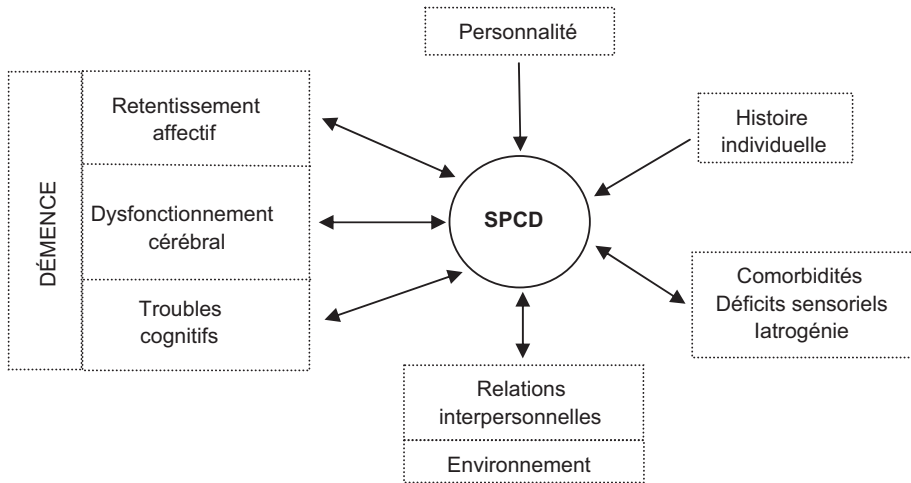 Personnalité
Retentissement
affectif
Histoire
individuelle
DÉMENCE
Dysfonctionnement
cérébral
SPCD
Troubles
cognitifs
Comorbidités
Déficits sensoriels
Iatrogénie
Relations
interpersonnelles
Environnement